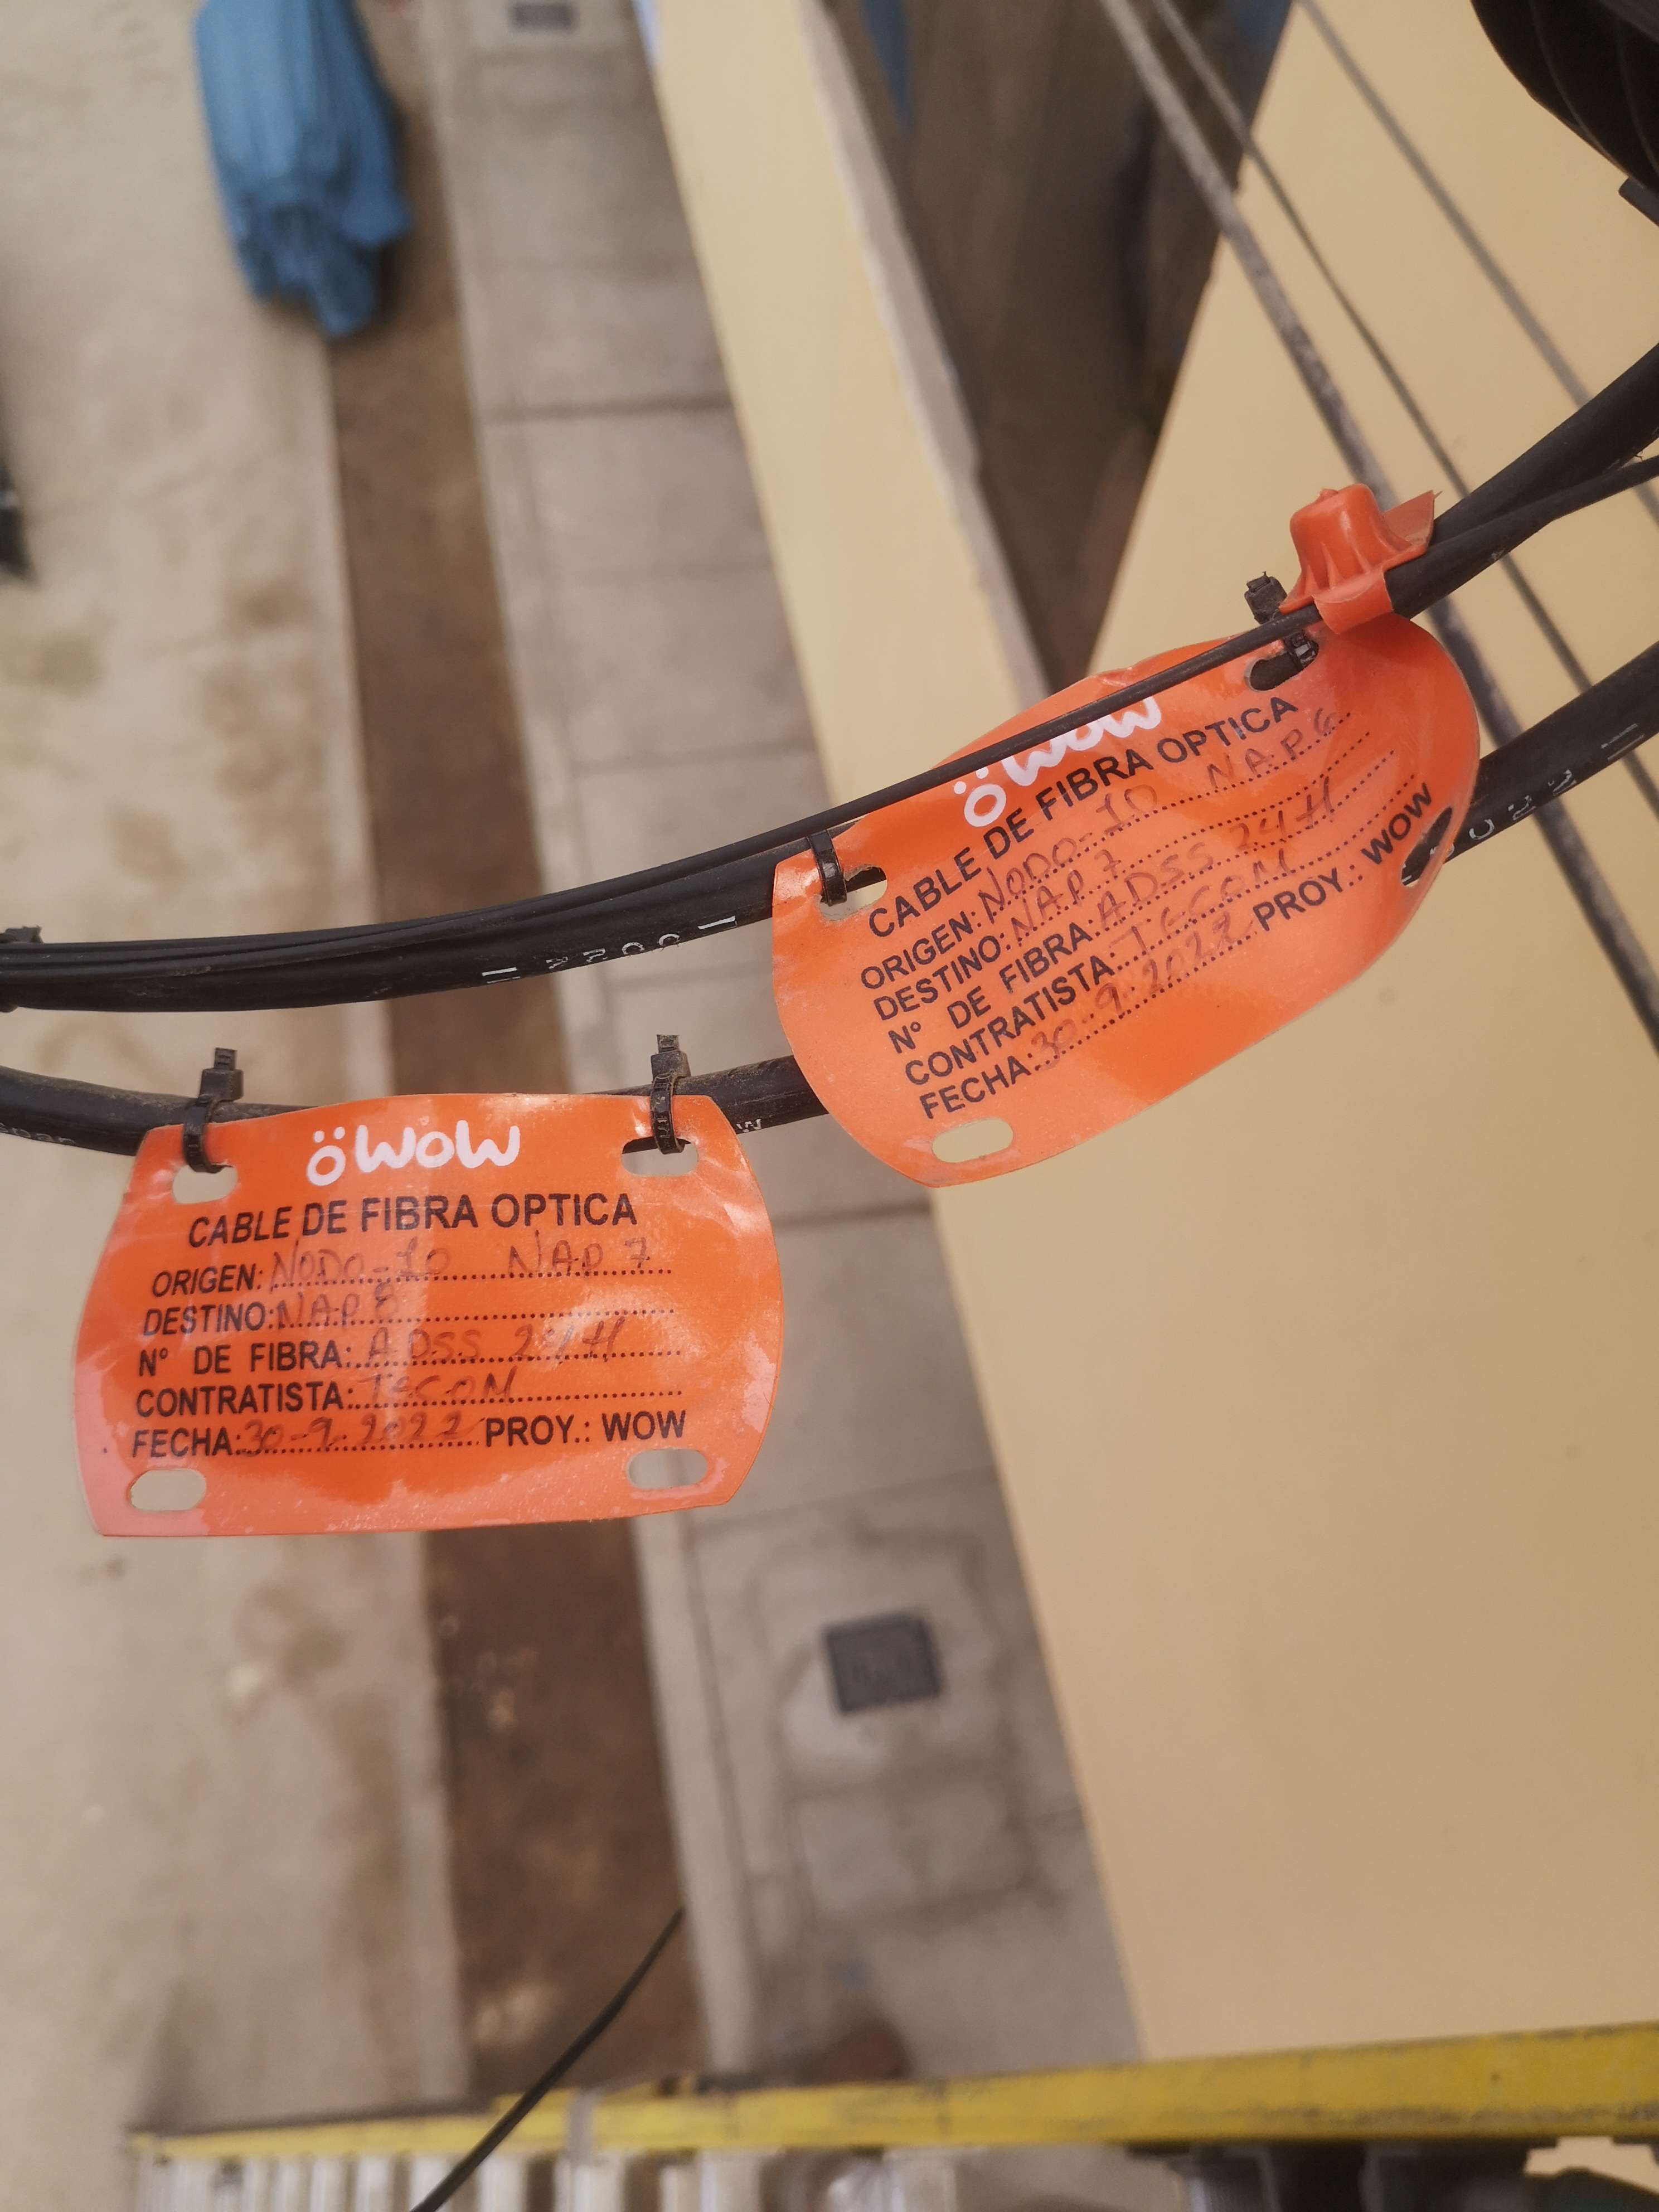 öwow
CABLE DE FIBRA OPTICA
ORIGEN: NODO-10 NAP 7
DESTINO: NAP 8
N° DE FIBRA: ADSS 24H
CONTRATISTA: TECOM
FECHA: 30-9-2022 PROY.: WOW
öwow
CABLE DE FIBRA OPTICA
ORIGEN: NODO-10 NAP 6
DESTINO: NAP 7
N° DE FIBRA: ADSS 24H
CONTRATISTA: TECOM
FECHA: 30-9-2022 PROY.: WOW